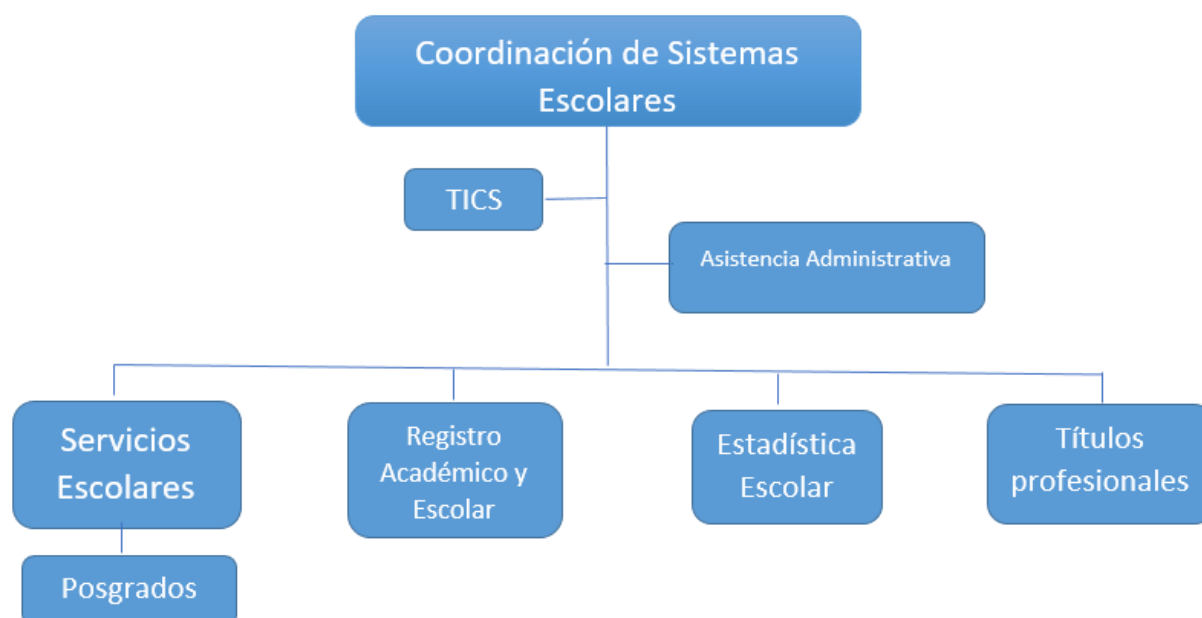 Coordinación de Sistemas
Escolares
TICS
Asistencia Administrativa
Servicios
Escolares
Registro
Académico y
Escolar
Estadística
Escolar
Títulos
profesionales
Posgrados